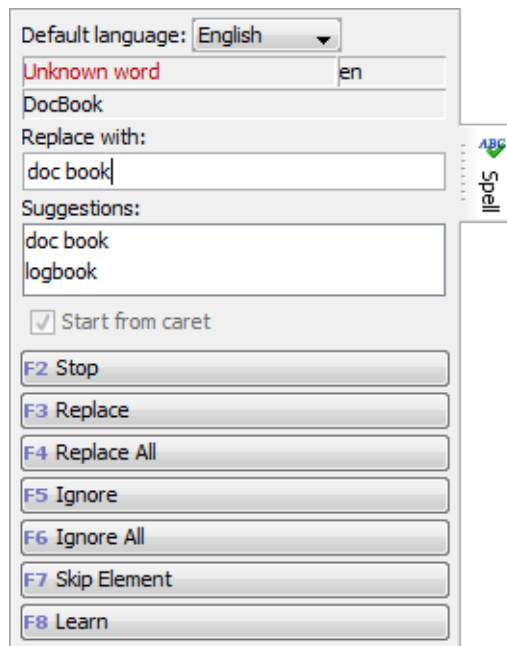 Default language: English
Unknown word en
DocBook
Replace with:
doc book
Suggestions:
doc book
logbook
Start from caret
F2 Stop
F3 Replace
F4 Replace All
F5 Ignore
F6 Ignore All
F7 Skip Element
F8 Learn
ABC
Spell